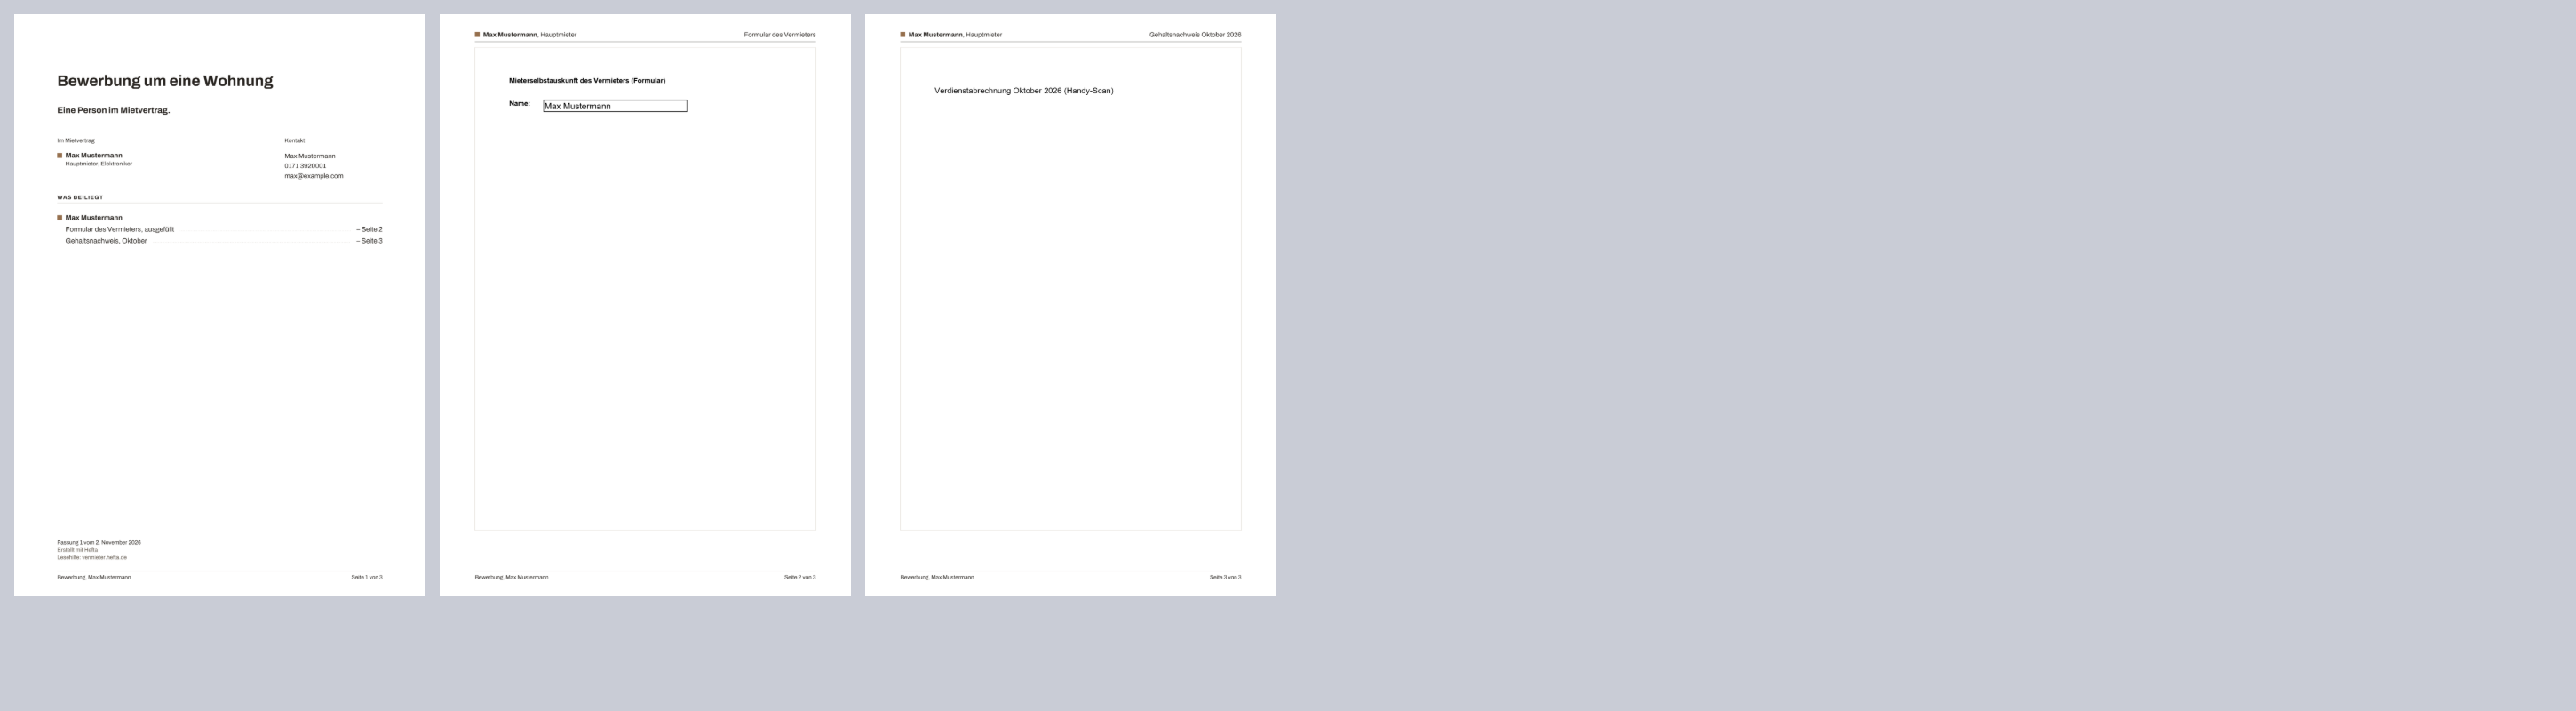 Bewerbung um eine Wohnung
Eine Person im Mietvertrag.
Im Mietvertrag
Max Mustermann
Hauptmieter, Elektroniker
Kontakt
Max Mustermann
0171 3920001
max@example.com
WAS BEILIEGT
Max Mustermann
Formular des Vermieters, ausgefüllt – Seite 2
Gehaltsnachweis, Oktober – Seite 3
Fassung 1 vom 2. November 2026
Erstellt mit Hefta
Lesehilfe: vermieter.hefta.de
Bewerbung, Max Mustermann Seite 1 von 3
Max Mustermann, Hauptmieter Formular des Vermieters
Mieterselbstauskunft des Vermieters (Formular)
Name: Max Mustermann
Bewerbung, Max Mustermann Seite 2 von 3
Max Mustermann, Hauptmieter Gehaltsnachweis Oktober 2026
Verdienstabrechnung Oktober 2026 (Handy-Scan)
Bewerbung, Max Mustermann Seite 3 von 3